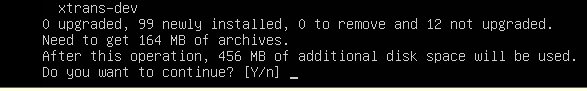 xtrans-dev
0 upgraded, 99 newly installed, 0 to remove and 12 not upgraded.
Need to get 164 MB of archives.
After this operation, 456 MB of additional disk space will be used.
Do you want to continue? [Y/n] _